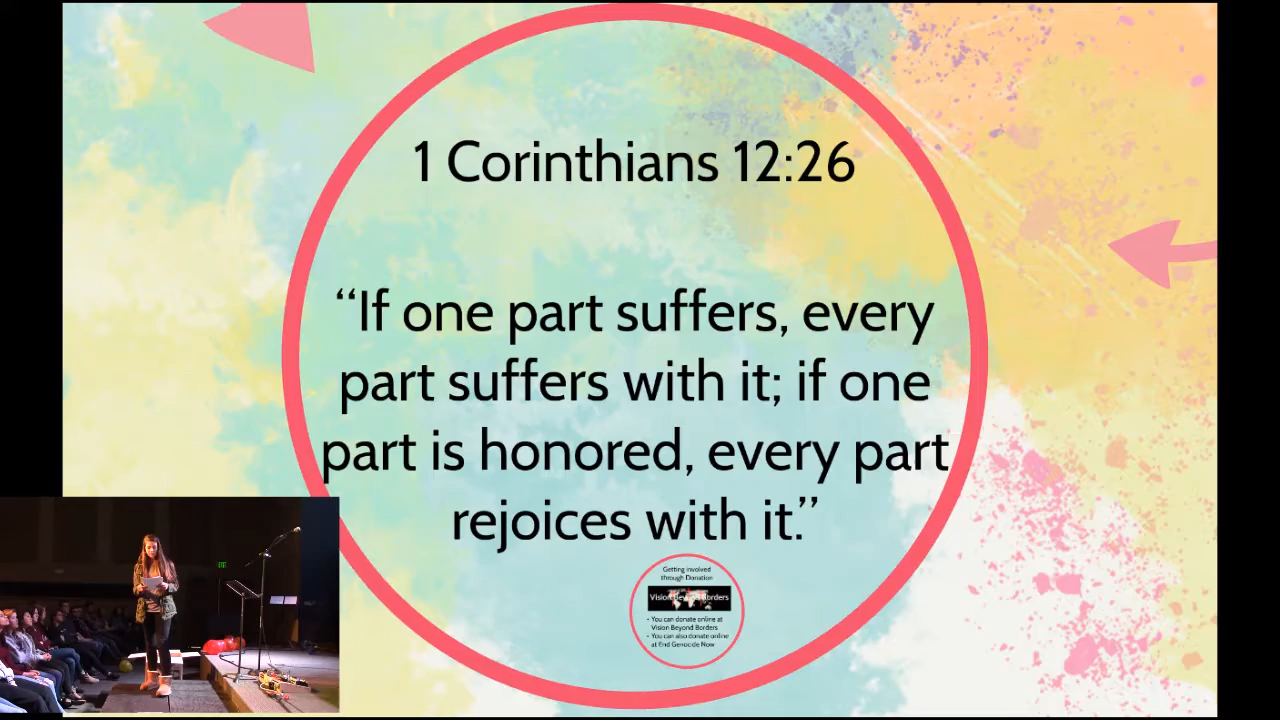 1 Corinthians 12:26
“If one part suffers, every
part suffers with it; if one
part is honored, every part
rejoices with it.”
Getting involved
through Donation
Vision Beyond Borders
• You can donate online at
Vision Beyond Borders
• You can also donate online
at End Genocide Now